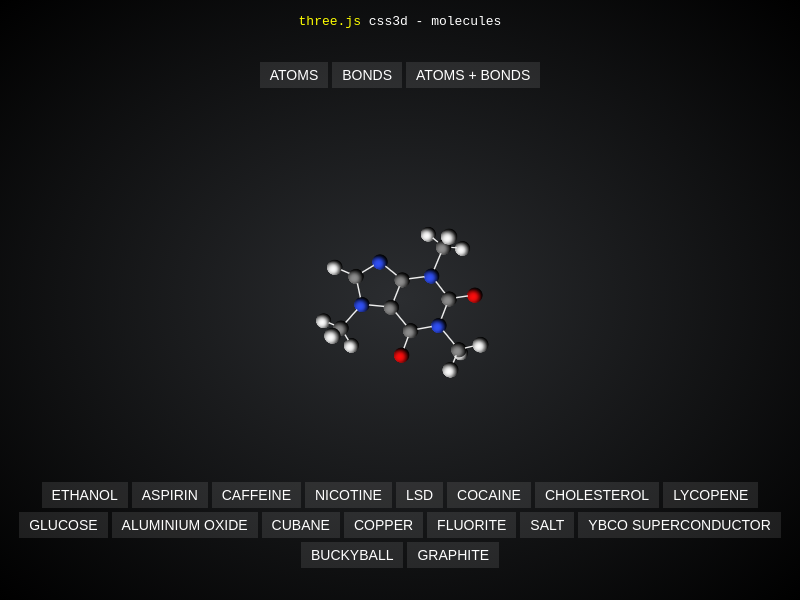 three.js css3d - molecules
ATOMS BONDS ATOMS + BONDS
ETHANOL ASPIRIN CAFFEINE NICOTINE LSD COCAINE CHOLESTEROL LYCOPENE
GLUCOSE ALUMINIUM OXIDE CUBANE COPPER FLUORITE SALT YBCO SUPERCONDUCTOR
BUCKYBALL GRAPHITE